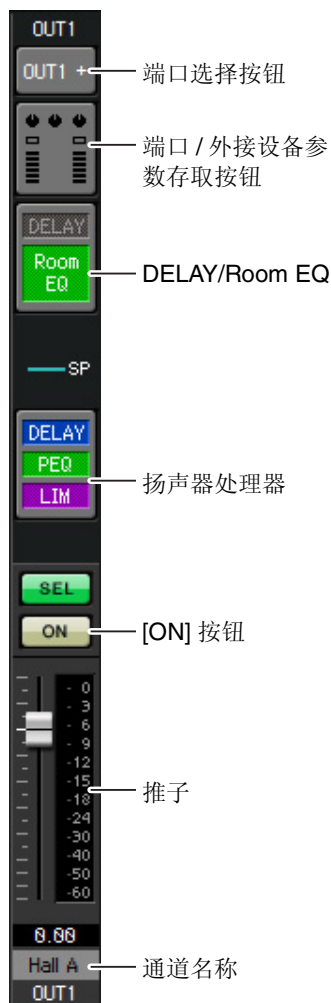 OUT1
OUT1 +
端口选择按钮
端口 / 外接设备参
数存取按钮
DELAY
Room
EQ
DELAY/Room EQ
SP
DELAY
PEQ
LIM
扬声器处理器
SEL
ON
[ON] 按钮
0
- 3
- 6
- 9
-12
-15
-18
-24
-30
-40
-50
-60
推子
0.00
Hall A
通道名称
OUT1